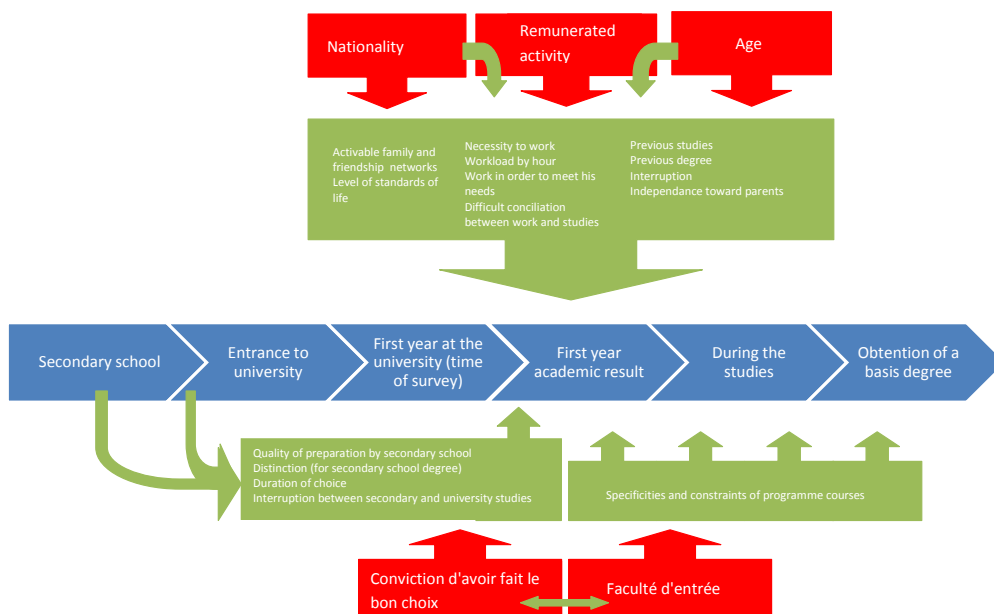 Nationality
Remunerated
activity
Age
Activable family and
friendship networks
Level of standards of
life
Necessity to work
Workload by hour
Work in order to meet his
needs
Difficult conciliation
between work and studies
Previous studies
Previous degree
Interruption
Independance toward parents
Secondary school
Entrance to
university
First year at the
university (time
of survey)
First year
academic result
During the
studies
Obtention of a
basis degree
Quality of preparation by secondary school
Distinction (for secondary school degree)
Duration of choice
Interruption between secondary and university studies
Specificities and constraints of programme courses
Conviction d'avoir fait le
bon choix
Faculté d'entrée